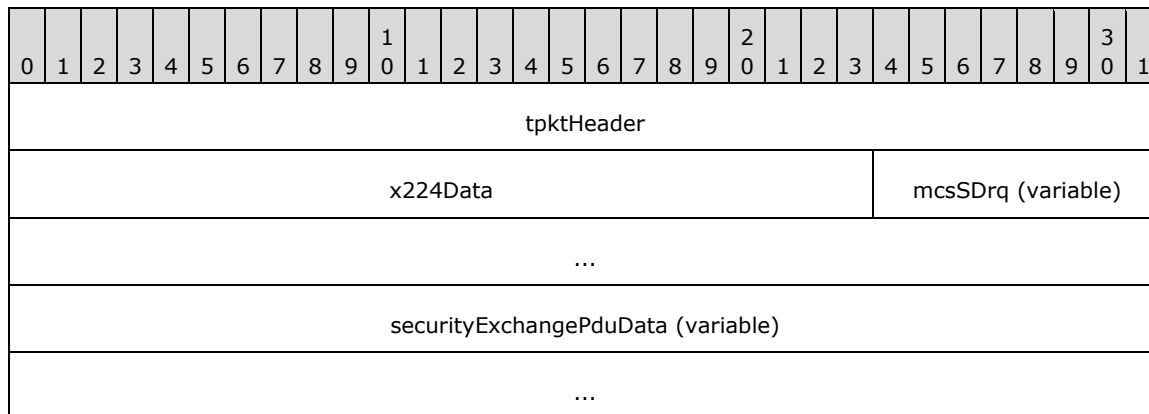 1 2 3
0 1 2 3 4 5 6 7 8 9 0 1 2 3 4 5 6 7 8 9 0 1 2 3 4 5 6 7 8 9 0 1
tpktHeader
x224Data mcsSDrq (variable)
...
securityExchangePduData (variable)
...